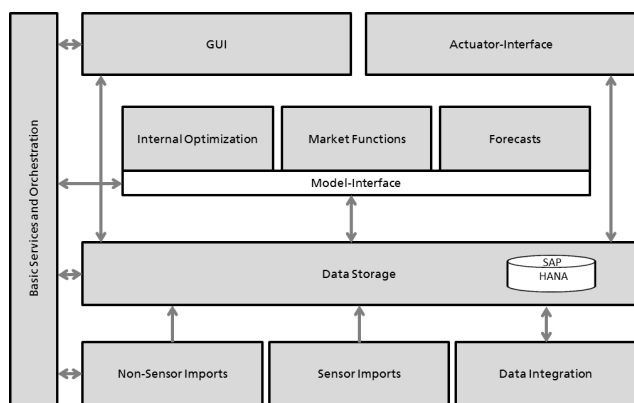 GUI
Actuator-Interface
Basic Services and Orchestration
Internal Optimization
Market Functions
Forecasts
Model-Interface
Data Storage
SAP
HANA
Non-Sensor Imports
Sensor Imports
Data Integration